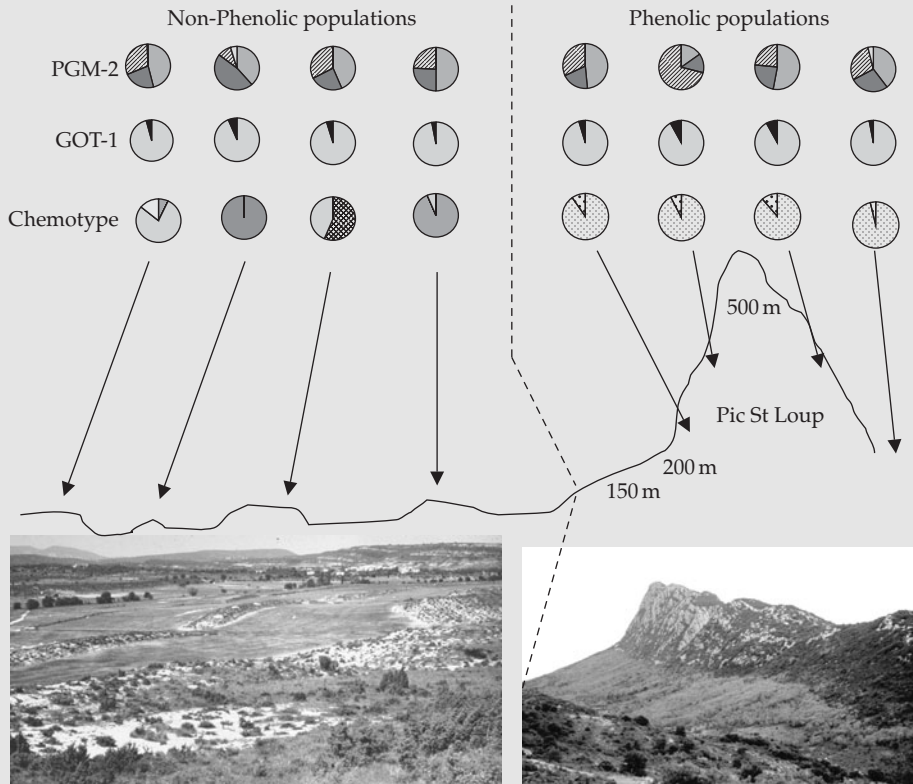 Non-Phenolic populations
Phenolic populations
PGM-2
GOT-1
Chemotype
500 m
Pic St Loup
200 m
150 m